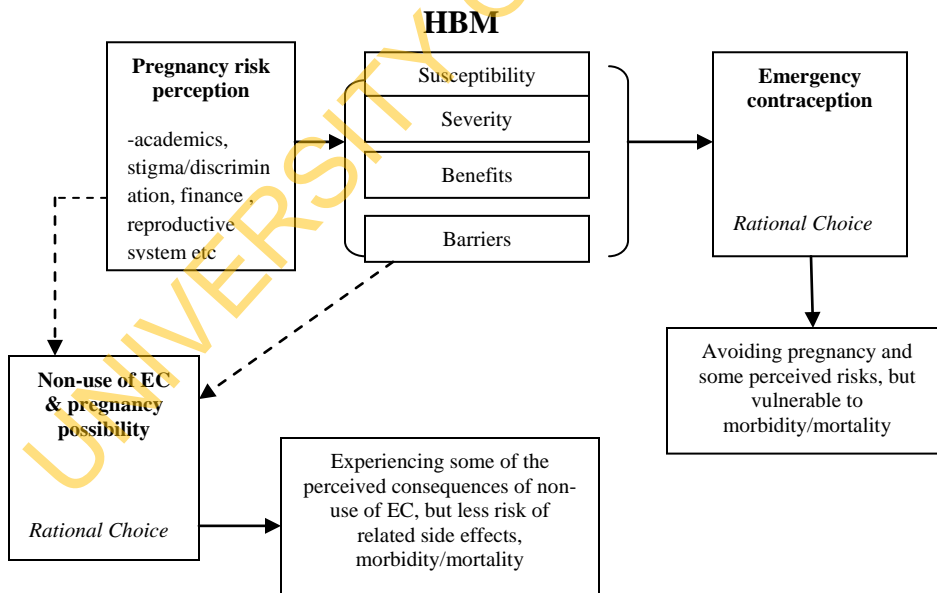 HBM
Pregnancy risk
perception
-academics,
stigma/discrimin
ation, finance ,
reproductive
system etc
Susceptibility
Severity
Benefits
Barriers
Emergency
contraception
Rational Choice
Avoiding pregnancy and
some perceived risks, but
vulnerable to
morbidity/mortality
Non-use of EC
& pregnancy
possibility
Rational Choice
Experiencing some of the
perceived consequences of non-
use of EC, but less risk of
related side effects,
morbidity/mortality
UNIVERSITY